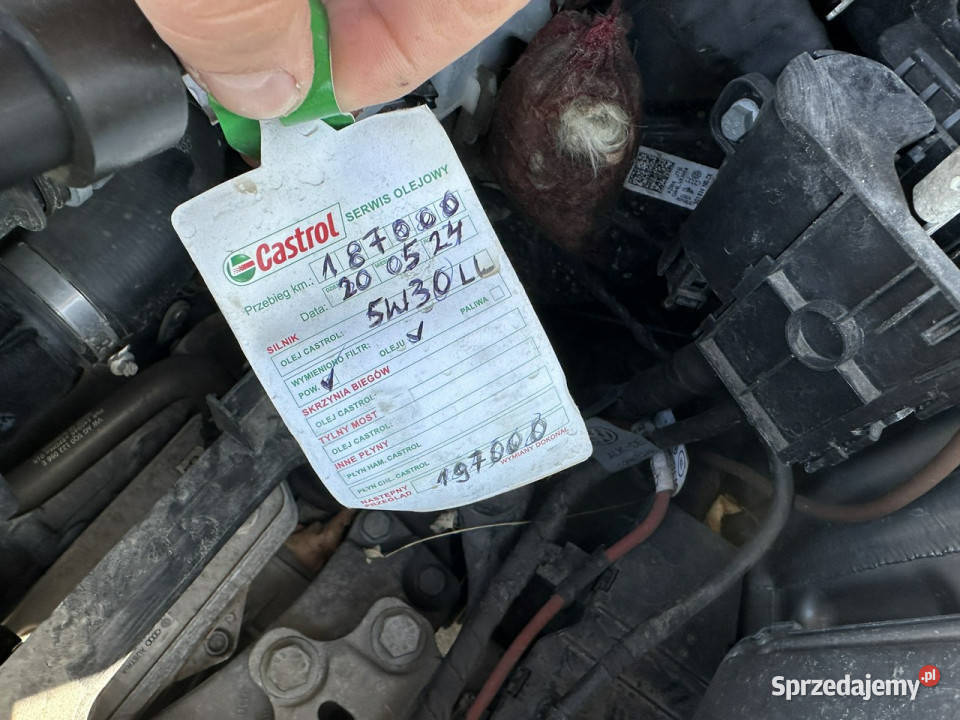 Castrol SERWIS OLEJOWY
Przebieg km.: 187000
Data: 20 05 24
SILNIK
OLEJ CASTROL: 5W30LL
WYMIENIONO FILTR:
POW. ✓ OLEJU ✓ PALIWA
SKRZYNIA BIEGÓW
OLEJ CASTROL:
TYLNY MOST
OLEJ CASTROL:
INNE PŁYNY
PŁYN HAM. CASTROL
PŁYN CHŁ. CASTROL
NASTĘPNY PRZEGLĄD 197000
WYMIANY DOKONAŁ
Sprzedajemy.pl